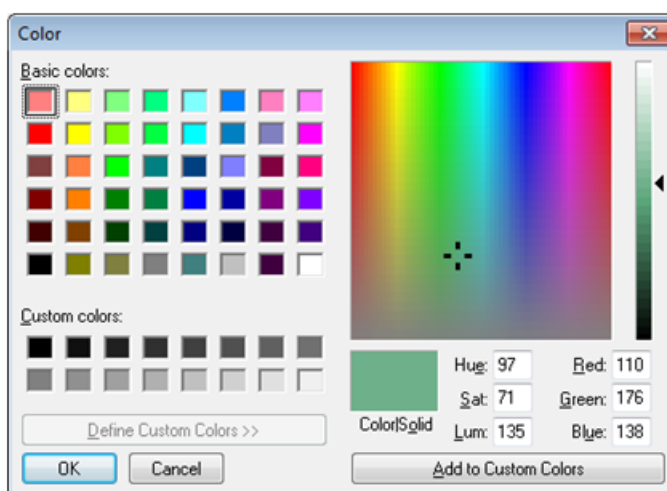 Color
Basic colors:
Custom colors:
Define Custom Colors >>
OK Cancel
Color|Solid
Hue: 97 Red: 110
Sat: 71 Green: 176
Lum: 135 Blue: 138
Add to Custom Colors